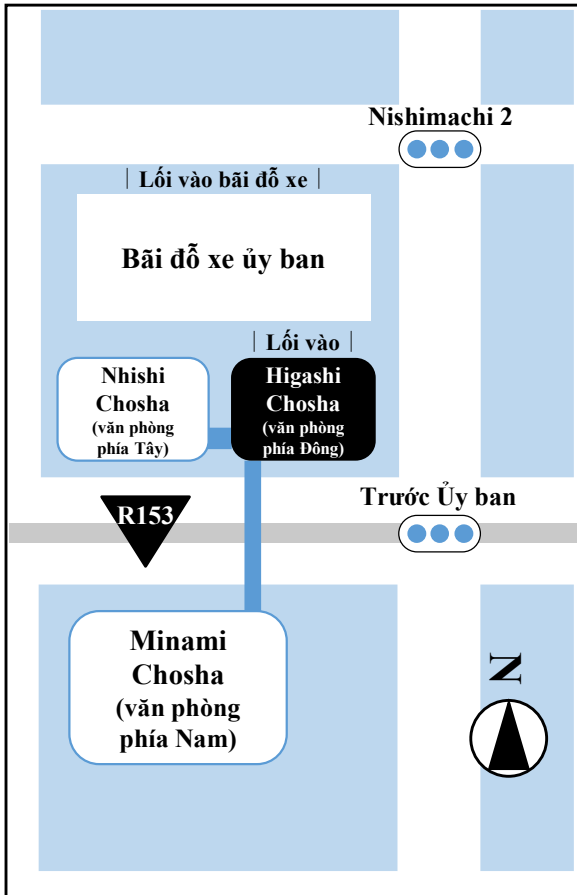 Nishimachi 2
| Lối vào bãi đỗ xe |
Bãi đỗ xe ủy ban
| Lối vào |
Nhishi
Chosha
(văn phòng
phía Tây)
Higashi
Chosha
(văn phòng
phía Đông)
R153
Trước Ủy ban
Minami
Chosha
(văn phòng
phía Nam)
N